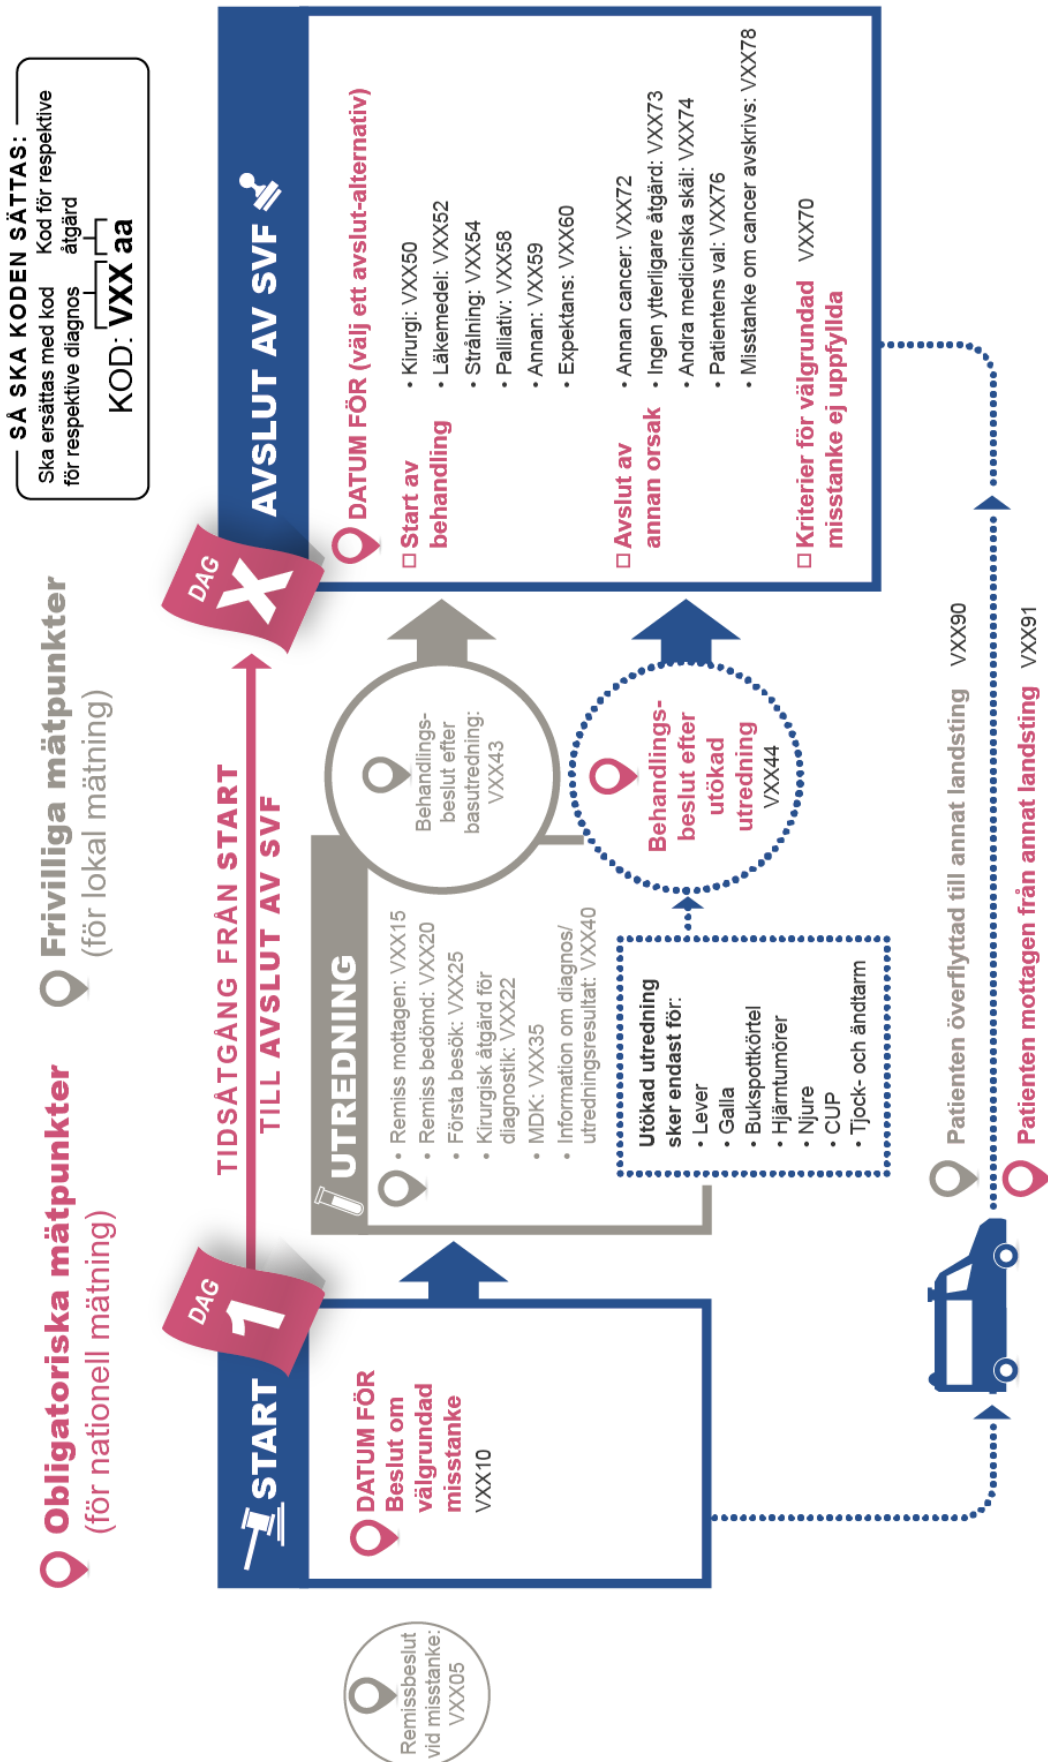 Obligatoriska mätpunkter
(för nationell mätning)
Frivilliga mätpunkter
(för lokal mätning)
SÅ SKA KODEN SÄTTAS:
Ska ersättas med kod
för respektive diagnos
Kod för respektive
åtgärd
KOD: VXX aa
DAG
1
TIDSÅTGÅNG FRÅN START
TILL AVSLUT AV SVF
DAG
X
Remissbeslut
vid misstanke:
VXX05
START
DATUM FÖR
Beslut om
välgrundad
misstanke
VXX10
UTREDNING
• Remiss mottagen: VXX15
• Remiss bedömd: VXX20
• Första besök: VXX25
• Kirurgisk åtgärd för
diagnostik: VXX22
• MDK: VXX35
• Information om diagnos/
utredningsresultat: VXX40
Utökad utredning
sker endast för:
• Lever
• Galla
• Bukspottkörtel
• Hjärntumörer
• Njure
• CUP
• Tjock- och ändtarm
Behandlings-
beslut efter
basutredning:
VXX43
Behandlings-
beslut efter
utökad
utredning
VXX44
AVSLUT AV SVF
DATUM FÖR (välj ett avslut-alternativ)
Start av
behandling
• Kirurgi: VXX50
• Läkemedel: VXX52
• Strålning: VXX54
• Palliativ: VXX58
• Annan: VXX59
• Expektans: VXX60
Avslut av
annan orsak
• Annan cancer: VXX72
• Ingen ytterligare åtgärd: VXX73
• Andra medicinska skäl: VXX74
• Patientens val: VXX76
• Misstanke om cancer avskrivs: VXX78
Kriterier för välgrundad VXX70
misstanke ej uppfyllda
Patienten överflyttad till annat landsting VXX90
Patienten mottagen från annat landsting VXX91